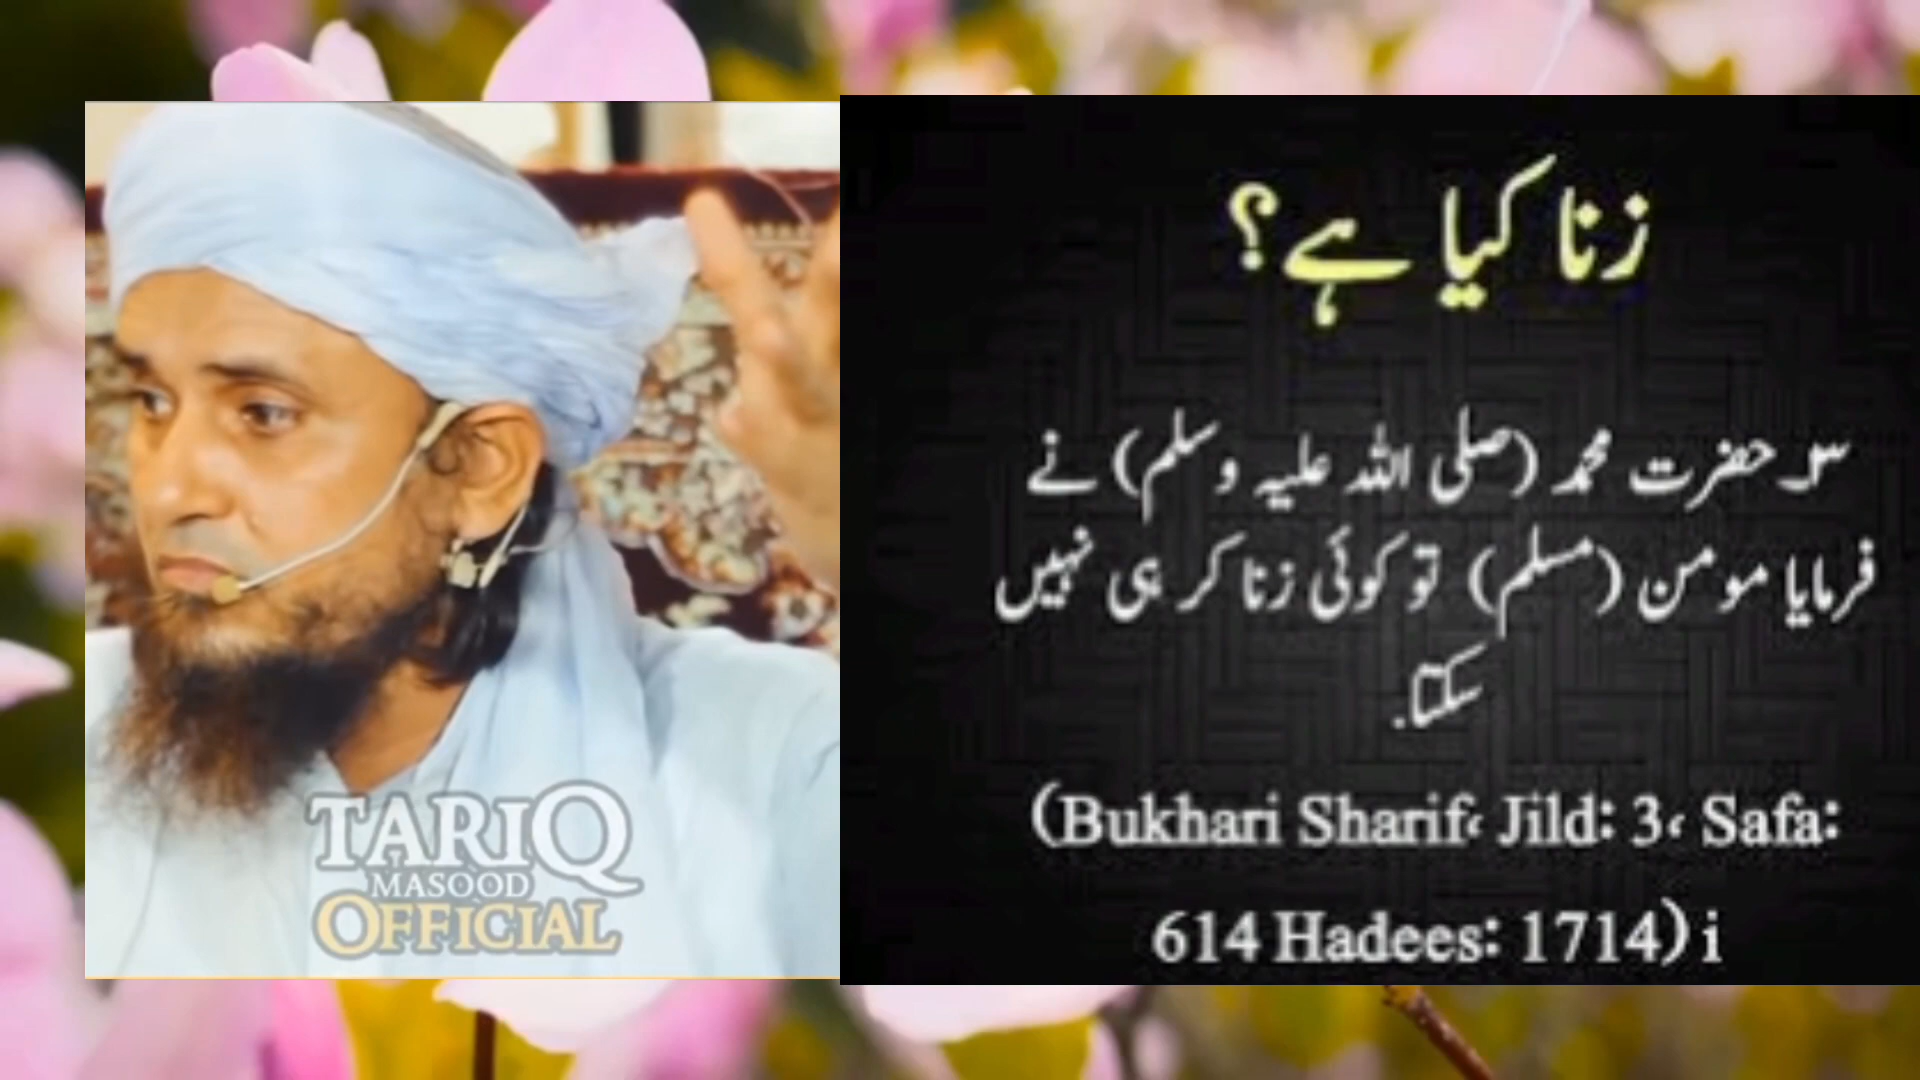 TARIQ
MASOOD
OFFICIAL
زنا کیا ہے؟
۳۔ حضرت محمد (صلی اللہ علیہ وسلم) نے
فرمایا مومن (مسلم) تو کوئی زنا کر ہی نہیں
سکتا.
(Bukhari Sharif، Jild: 3، Safa:
614 Hadees: 1714) i